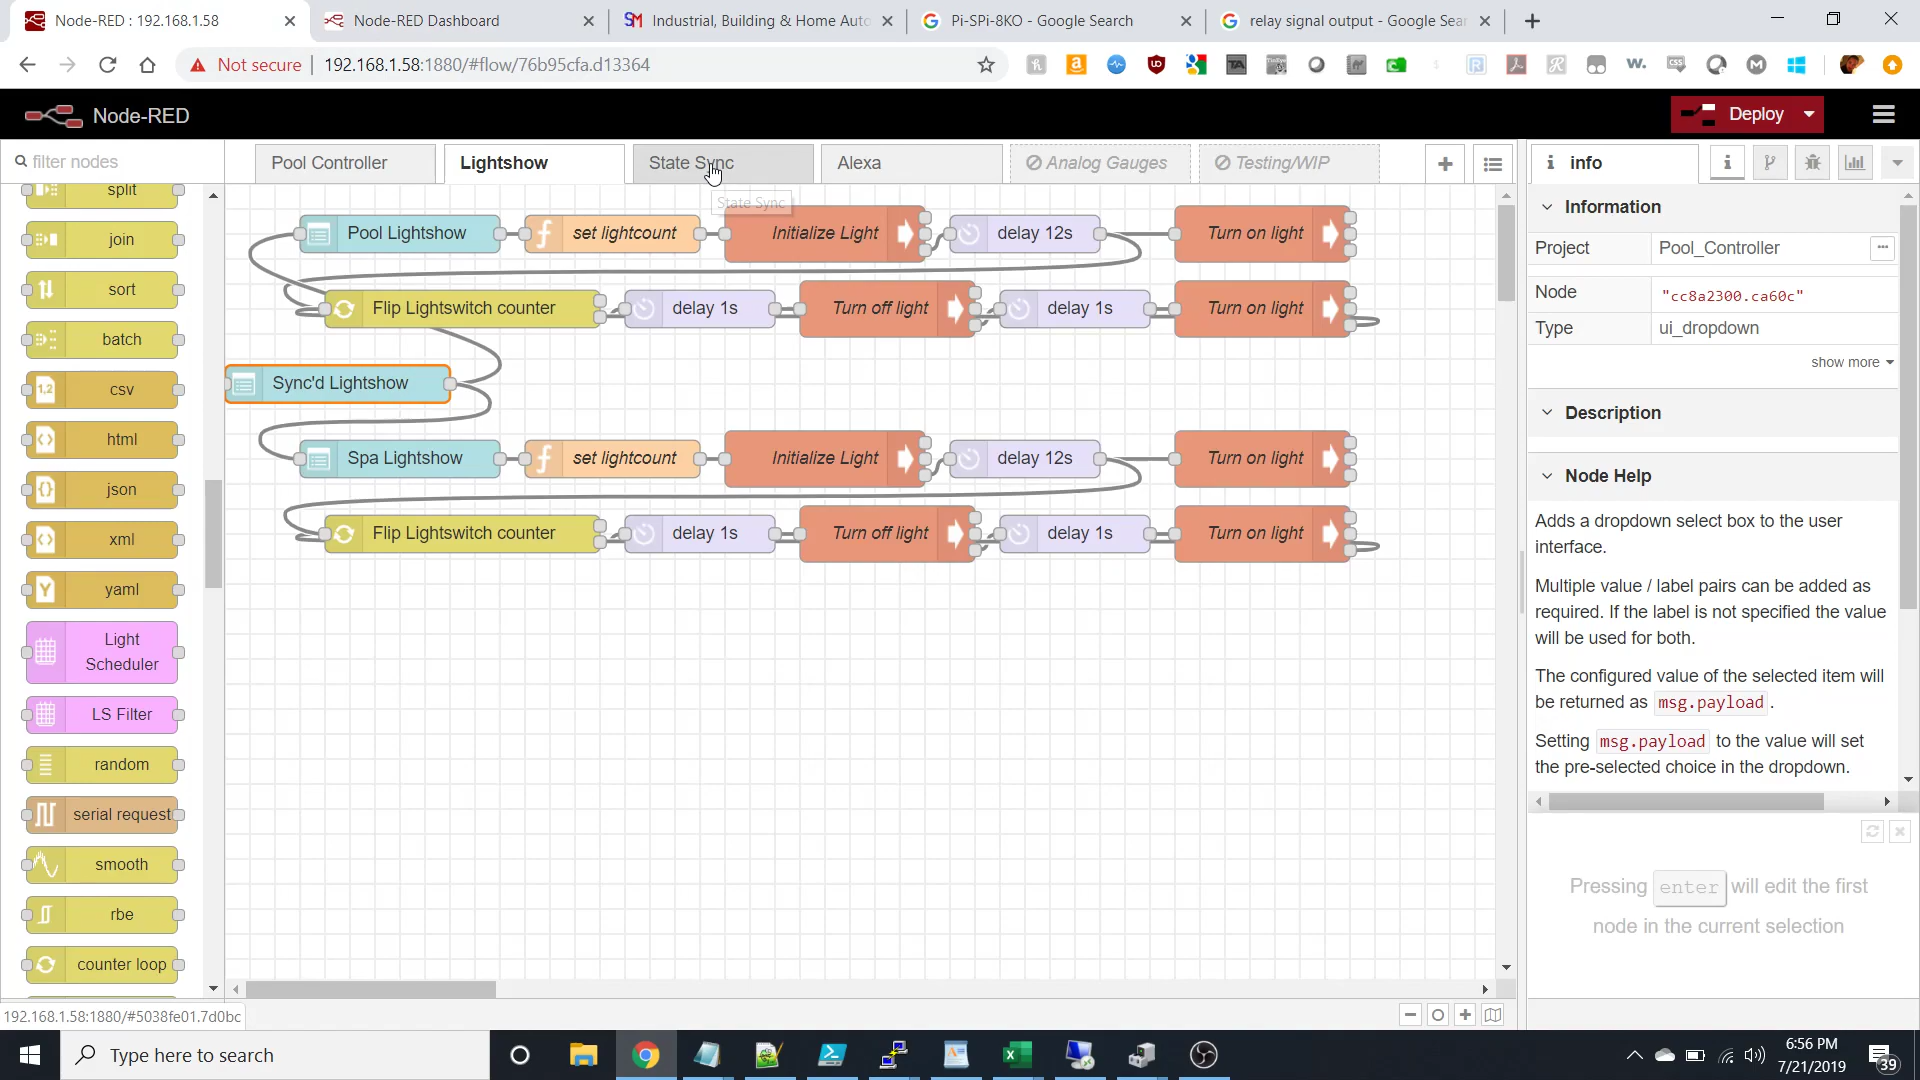 Node-RED : 192.168.1.58
Node-RED Dashboard
Industrial, Building & Home Auto
Pi-SPi-8KO - Google Search
relay signal output - Google Sear
Not secure
192.168.1.58:1880/#flow/76b95cfa.d13364
Node-RED
Deploy
filter nodes
Pool Controller
Lightshow
State Sync
Alexa
Analog Gauges
Testing/WIP
info
State Sync
split
join
sort
batch
csv
html
json
xml
yaml
Light
Scheduler
LS Filter
random
serial request
smooth
rbe
counter loop
Pool Lightshow
set lightcount
Initialize Light
delay 12s
Turn on light
Flip Lightswitch counter
delay 1s
Turn off light
delay 1s
Turn on light
Sync'd Lightshow
Spa Lightshow
set lightcount
Initialize Light
delay 12s
Turn on light
Flip Lightswitch counter
delay 1s
Turn off light
delay 1s
Turn on light
Information
Project Pool_Controller
Node "cc8a2300.ca60c"
Type ui_dropdown
show more
Description
Node Help
Adds a dropdown select box to the user
interface.
Multiple value / label pairs can be added as
required. If the label is not specified the value
will be used for both.
The configured value of the selected item will
be returned as msg.payload .
Setting msg.payload to the value will set
the pre-selected choice in the dropdown.
Pressing enter will edit the first
node in the current selection
192.168.1.58:1880/#5038fe01.7d0bc
Type here to search
6:56 PM
7/21/2019
39